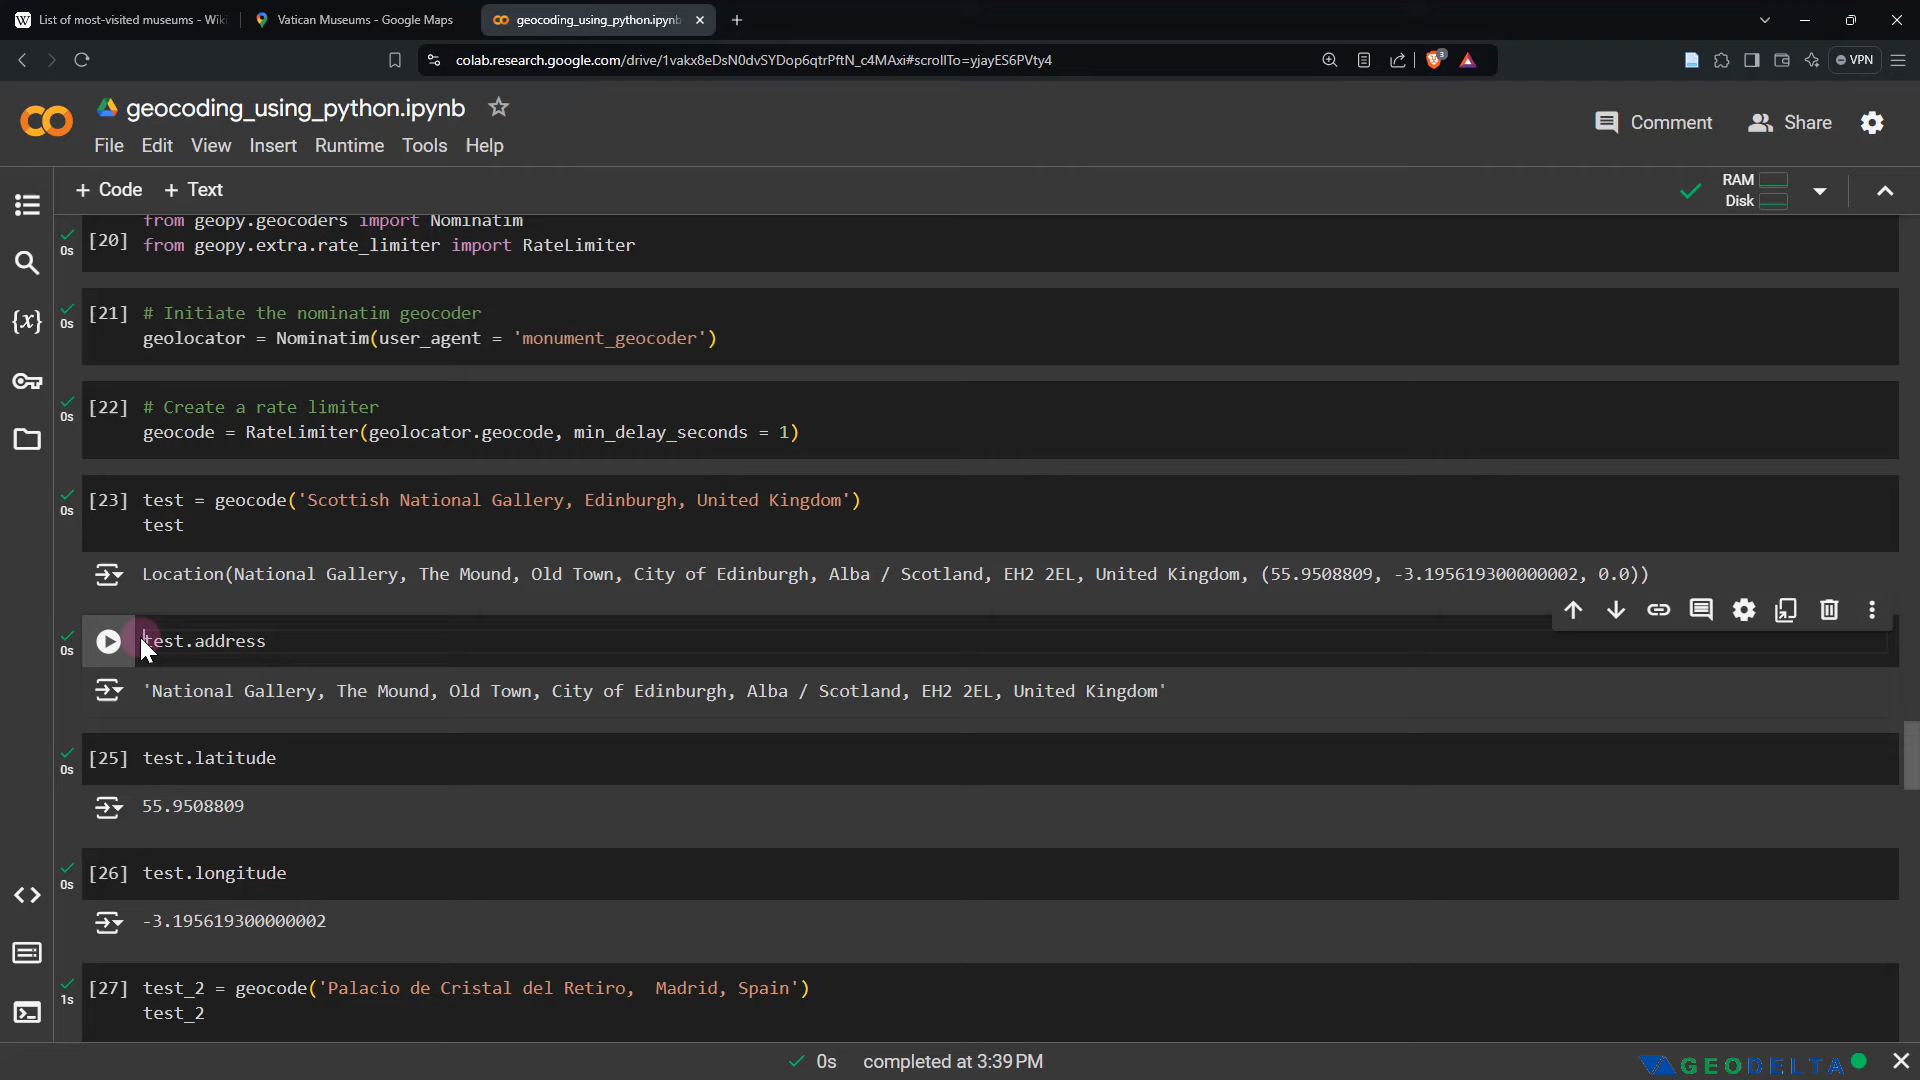 List of most-visited museums - Wiki
Vatican Museums - Google Maps
geocoding_using_python.ipynb
colab.research.google.com/drive/1vakx8eDsN0dvSYDop6qtrPftN_c4MAxi#scrollTo=yjayES6PVty4
3
VPN
geocoding_using_python.ipynb
File Edit View Insert Runtime Tools Help
Comment
Share
+ Code + Text
RAM
Disk
from geopy.geocoders import Nominatim
[20] from geopy.extra.rate_limiter import RateLimiter
0s
[21] # Initiate the nominatim geocoder
0s
geolocator = Nominatim(user_agent = 'monument_geocoder')
[22] # Create a rate limiter
0s
geocode = RateLimiter(geolocator.geocode, min_delay_seconds = 1)
[23] test = geocode('Scottish National Gallery, Edinburgh, United Kingdom')
0s
test
Location(National Gallery, The Mound, Old Town, City of Edinburgh, Alba / Scotland, EH2 2EL, United Kingdom, (55.9508809, -3.195619300000002, 0.0))
test.address
0s
'National Gallery, The Mound, Old Town, City of Edinburgh, Alba / Scotland, EH2 2EL, United Kingdom'
[25] test.latitude
0s
55.9508809
[26] test.longitude
0s
-3.195619300000002
[27] test_2 = geocode('Palacio de Cristal del Retiro,  Madrid, Spain')
1s
test_2
0s completed at 3:39 PM
GEODELTA